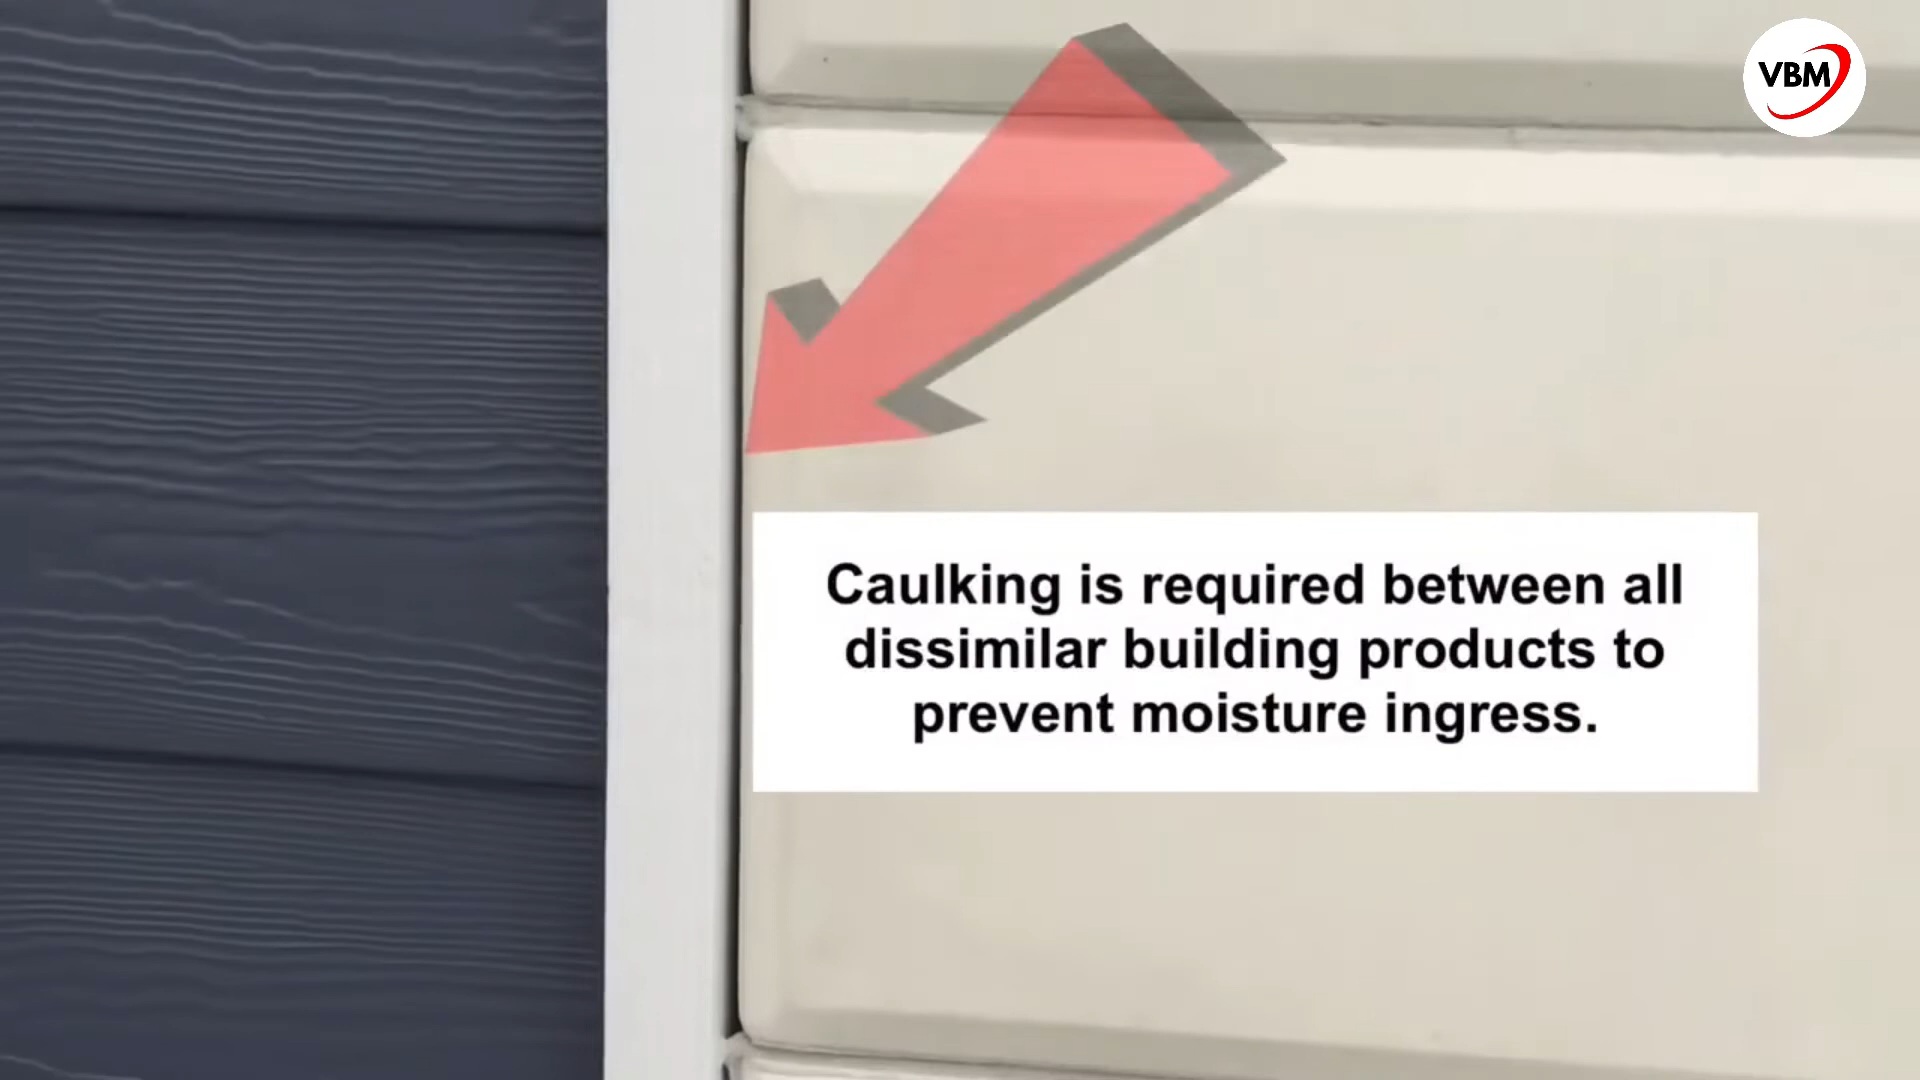 VBM
Caulking is required between all
dissimilar building products to
prevent moisture ingress.